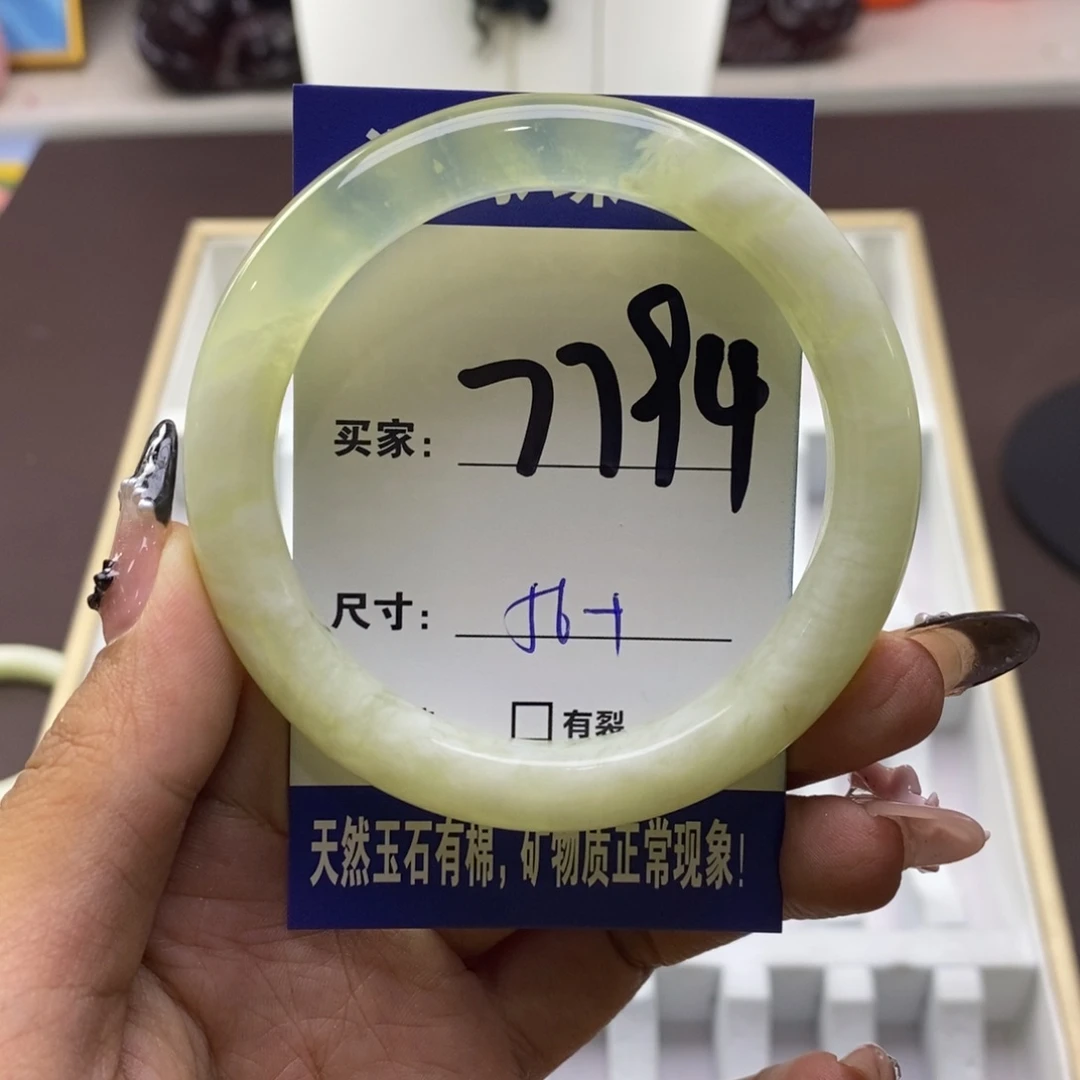 买家: 7794
尺寸: 56+
□有裂
天然玉石有棉, 矿物质正常现象!